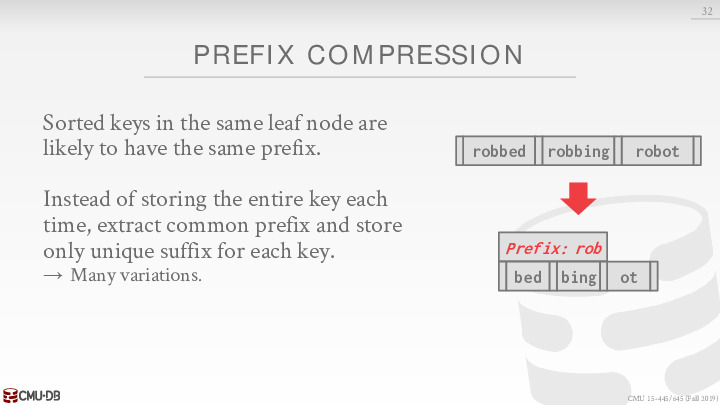 32
PREFIX COMPRESSION
Sorted keys in the same leaf node are
likely to have the same prefix.
Instead of storing the entire key each
time, extract common prefix and store
only unique suffix for each key.
→ Many variations.
robbed robbing robot
Prefix: rob
bed bing ot
CMU·DB
CMU 15-445/645 (Fall 2019)